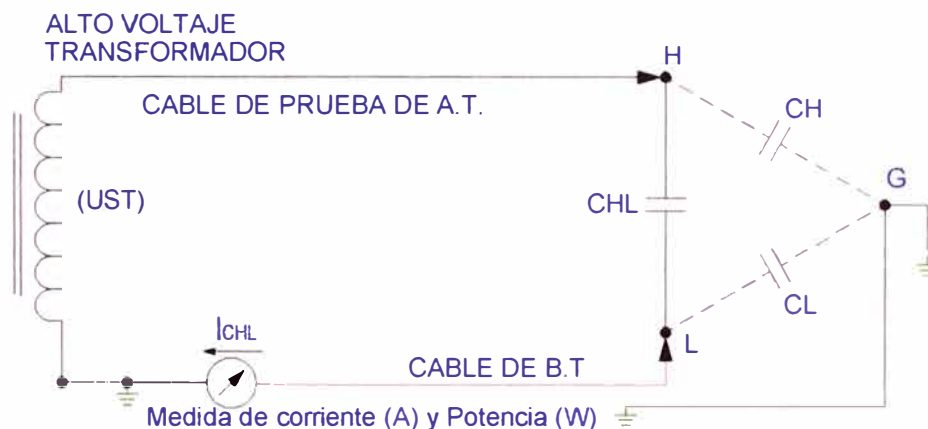 ALTO VOLTAJE
TRANSFORMADOR
H
CABLE DE PRUEBA DE A.T.
CH
G
(UST)
CHL
CL
ICHL
L
CABLE DE B.T
Medida de corriente (A) y Potencia (W)